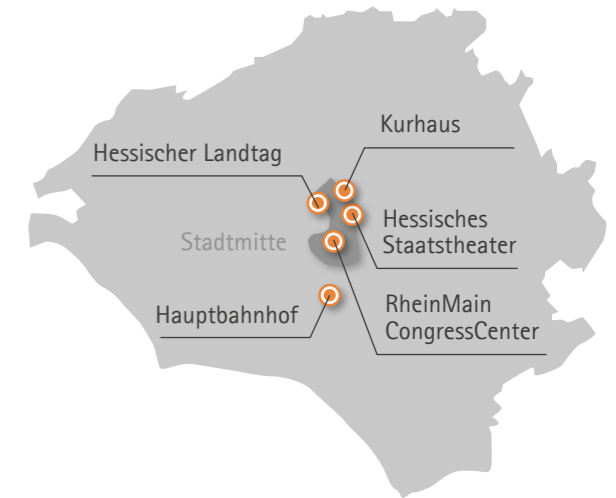 Kurhaus
Hessischer Landtag
Hessisches
Staatstheater
Stadtmitte
RheinMain
CongressCenter
Hauptbahnhof